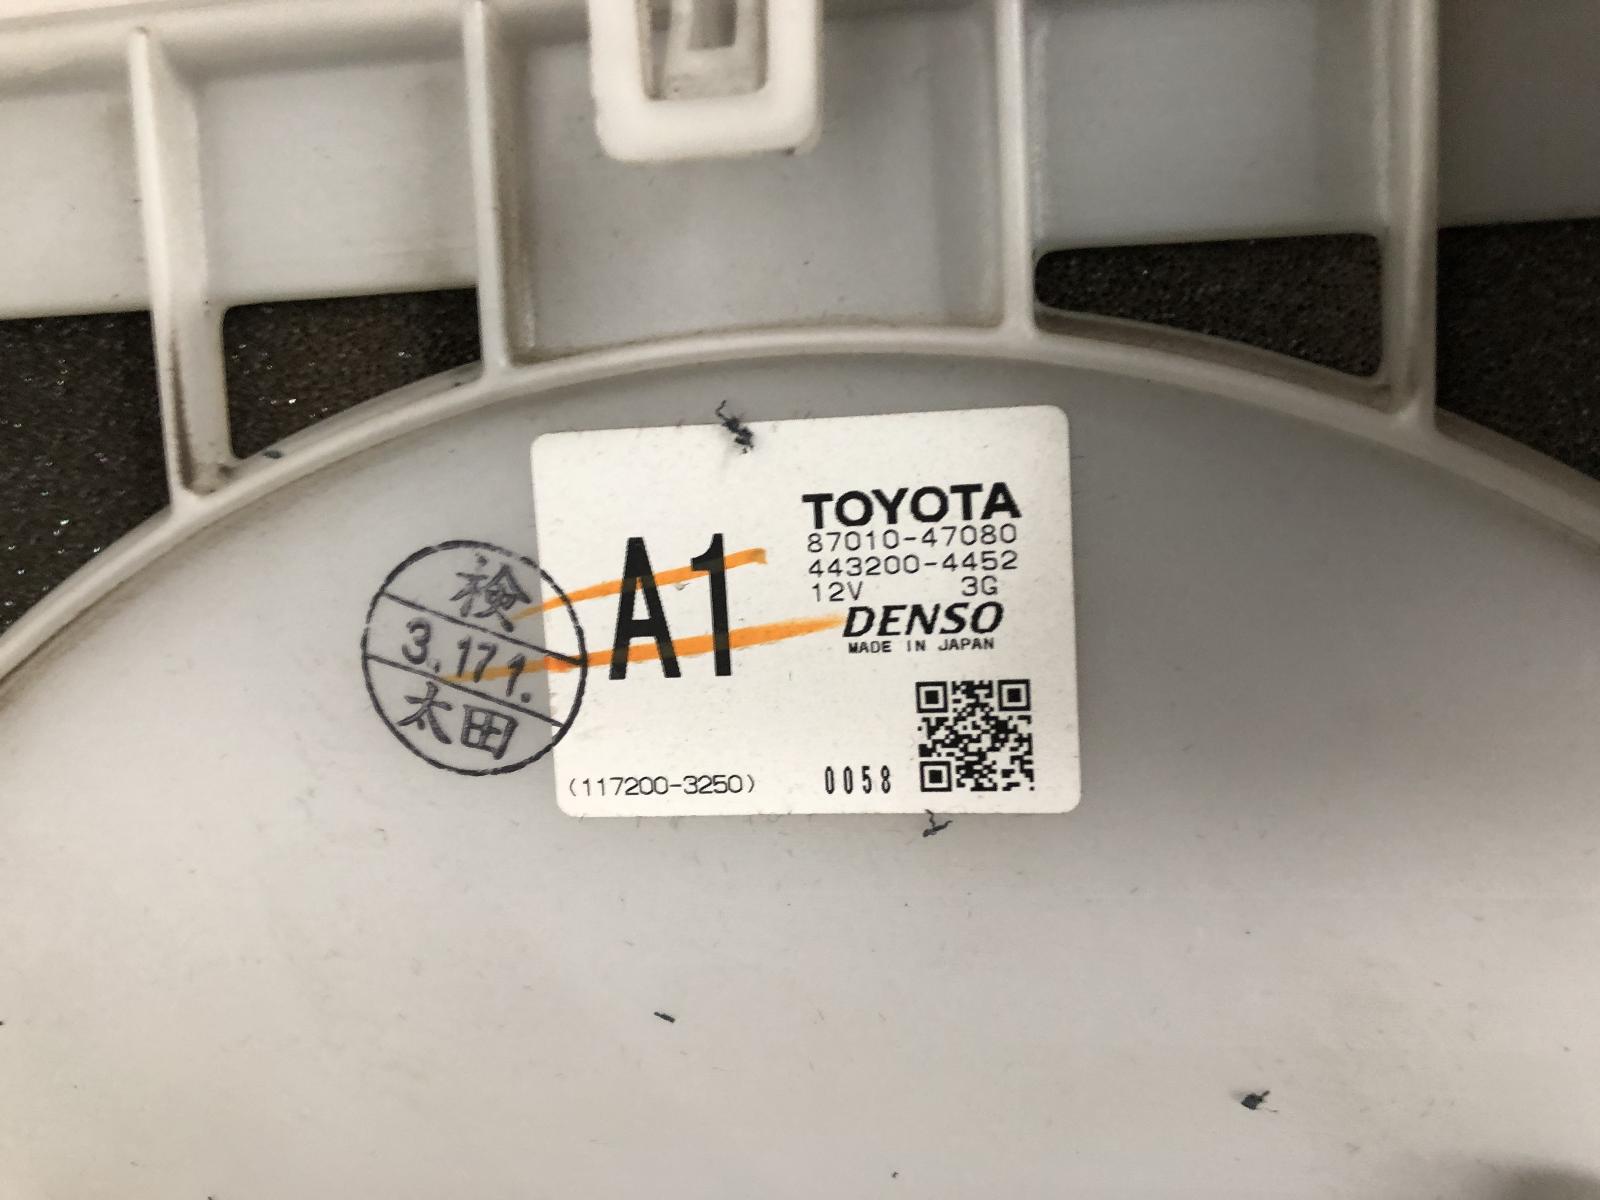 TOYOTA
87010-47080
443200-4452
12V 3G
DENSO
MADE IN JAPAN
A1
検
3.17 1.
太田
(117200-3250)
0058